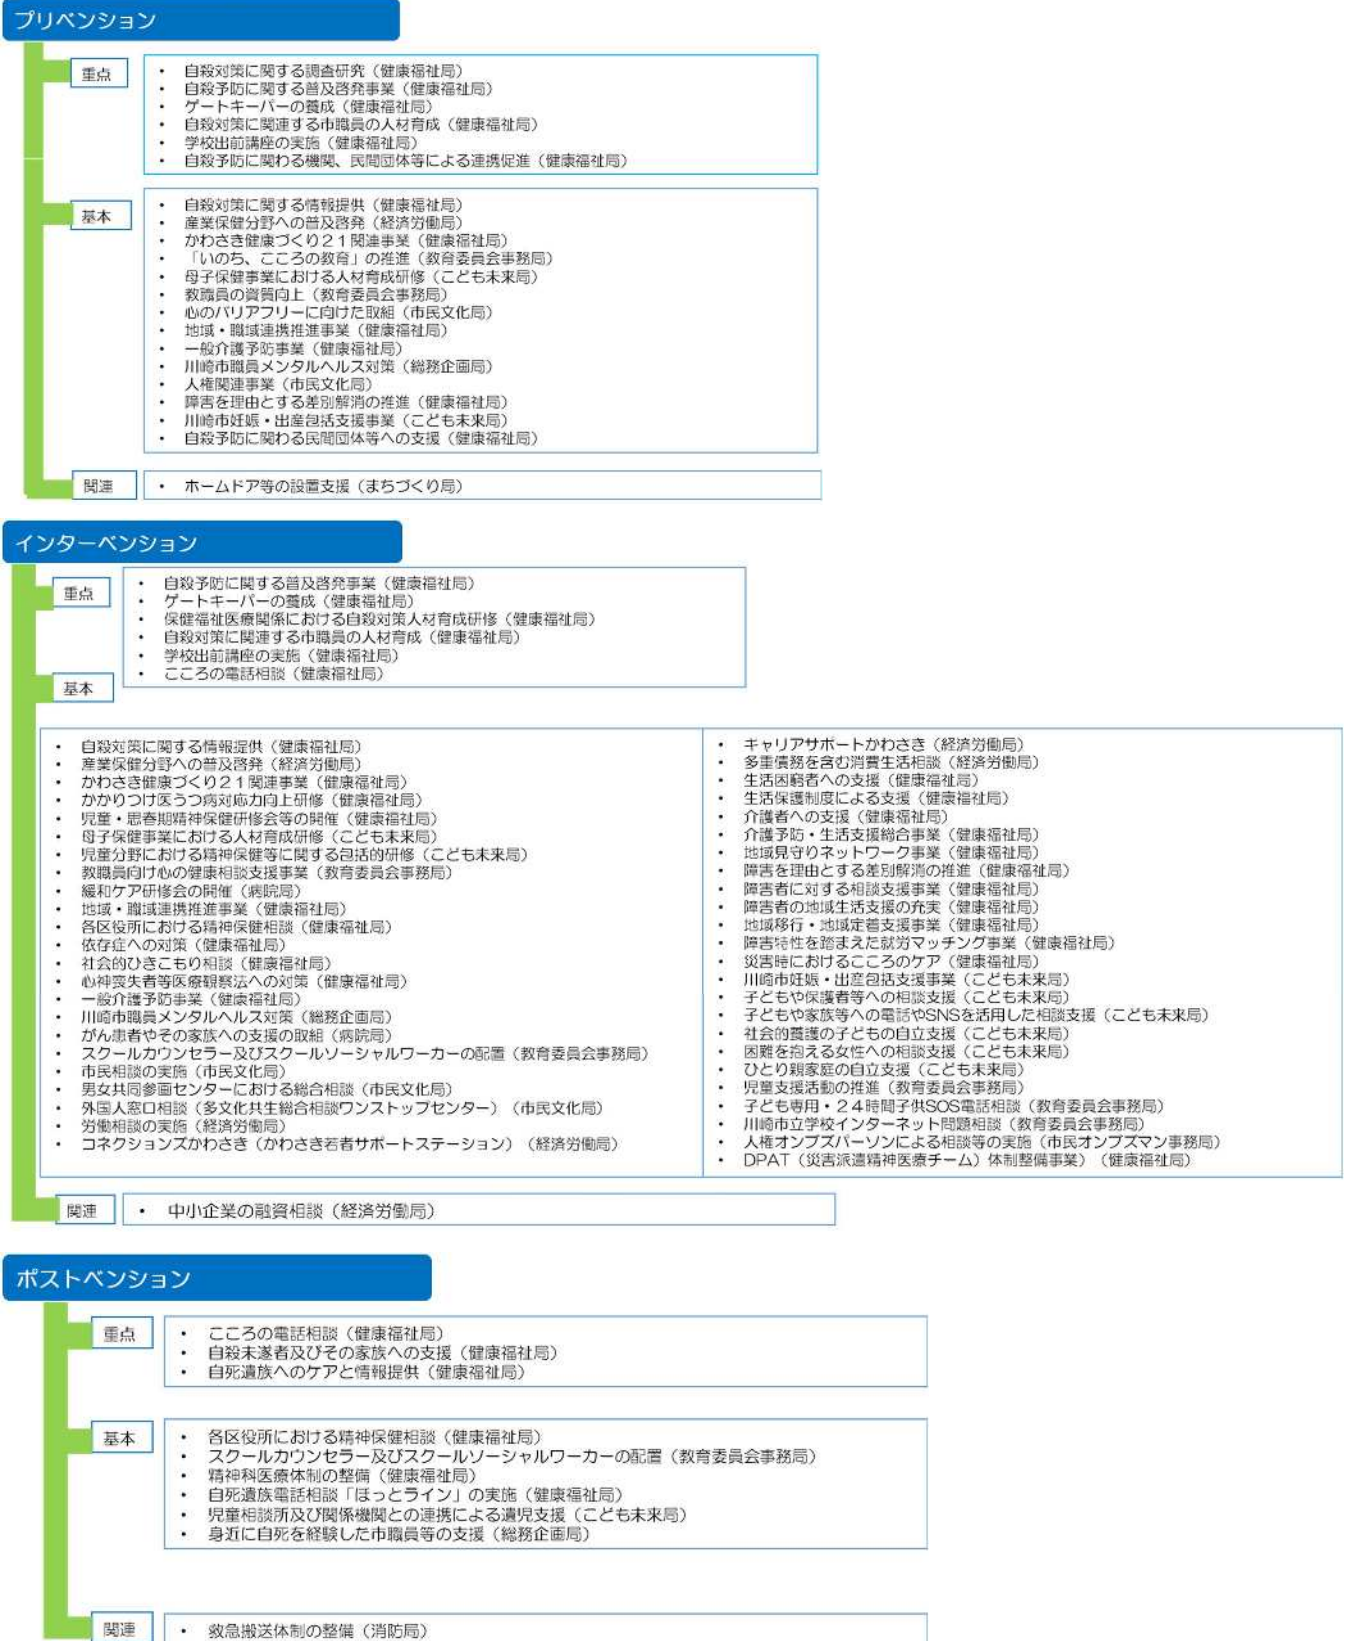 プリベンション
重点
・ 自殺対策に関する調査研究（健康福祉局）
・ 自殺予防に関する普及啓発事業（健康福祉局）
・ ゲートキーパーの養成（健康福祉局）
・ 自殺対策に関連する市職員の人材育成（健康福祉局）
・ 学校出前講座の実施（健康福祉局）
・ 自殺予防に関わる機関、民間団体等による連携促進（健康福祉局）
基本
・ 自殺対策に関する情報提供（健康福祉局）
・ 産業保健分野への普及啓発（経済労働局）
・ かわさき健康づくり２１関連事業（健康福祉局）
・ 「いのち、こころの教育」の推進（教育委員会事務局）
・ 母子保健事業における人材育成研修（こども未来局）
・ 教職員の資質向上（教育委員会事務局）
・ 心のバリアフリーに向けた取組（市民文化局）
・ 地域・職域連携推進事業（健康福祉局）
・ 一般介護予防事業（健康福祉局）
・ 川崎市職員メンタルヘルス対策（総務企画局）
・ 人権関連事業（市民文化局）
・ 障害を理由とする差別解消の推進（健康福祉局）
・ 川崎市妊娠・出産包括支援事業（こども未来局）
・ 自殺予防に関わる民間団体等への支援（健康福祉局）
関連
・ ホームドア等の設置支援（まちづくり局）
インターベンション
重点
・ 自殺予防に関する普及啓発事業（健康福祉局）
・ ゲートキーパーの養成（健康福祉局）
・ 保健福祉医療関係における自殺対策人材育成研修（健康福祉局）
・ 自殺対策に関連する市職員の人材育成（健康福祉局）
・ 学校出前講座の実施（健康福祉局）
・ こころの電話相談（健康福祉局）
基本
・ 自殺対策に関する情報提供（健康福祉局）
・ 産業保健分野への普及啓発（経済労働局）
・ かわさき健康づくり２１関連事業（健康福祉局）
・ かかりつけ医うつ病対応力向上研修（健康福祉局）
・ 児童・思春期精神保健研修会等の開催（健康福祉局）
・ 母子保健事業における人材育成研修（こども未来局）
・ 児童分野における精神保健等に関する包括的研修（こども未来局）
・ 教職員向け心の健康相談支援事業（教育委員会事務局）
・ 緩和ケア研修会の開催（病院局）
・ 地域・職域連携推進事業（健康福祉局）
・ 各区役所における精神保健相談（健康福祉局）
・ 依存症への対策（健康福祉局）
・ 社会的ひきこもり相談（健康福祉局）
・ 心神喪失者等医療観察法への対策（健康福祉局）
・ 一般介護予防事業（健康福祉局）
・ 川崎市職員メンタルヘルス対策（総務企画局）
・ がん患者やその家族への支援の取組（病院局）
・ スクールカウンセラー及びスクールソーシャルワーカーの配置（教育委員会事務局）
・ 市民相談の実施（市民文化局）
・ 男女共同参画センターにおける総合相談（市民文化局）
・ 外国人窓口相談（多文化共生総合相談ワンストップセンター）（市民文化局）
・ 労働相談の実施（経済労働局）
・ コネクションズかわさき（かわさき若者サポートステーション）（経済労働局）
・ キャリアサポートかわさき（経済労働局）
・ 多重債務を含む消費生活相談（経済労働局）
・ 生活困窮者への支援（健康福祉局）
・ 生活保護制度による支援（健康福祉局）
・ 介護者への支援（健康福祉局）
・ 介護予防・生活支援総合事業（健康福祉局）
・ 地域見守りネットワーク事業（健康福祉局）
・ 障害を理由とする差別解消の推進（健康福祉局）
・ 障害者に対する相談支援事業（健康福祉局）
・ 障害者の地域生活支援の充実（健康福祉局）
・ 地域移行・地域定着支援事業（健康福祉局）
・ 障害特性を踏まえた就労マッチング事業（健康福祉局）
・ 災害時におけるこころのケア（健康福祉局）
・ 川崎市妊娠・出産包括支援事業（こども未来局）
・ 子どもや保護者等への相談支援（こども未来局）
・ 子どもや家族等への電話やSNSを活用した相談支援（こども未来局）
・ 社会的養護の子どもの自立支援（こども未来局）
・ 困難を抱える女性への相談支援（こども未来局）
・ ひとり親家庭の自立支援（こども未来局）
・ 児童支援活動の推進（教育委員会事務局）
・ 子ども専用・２４時間子供SOS電話相談（教育委員会事務局）
・ 川崎市立学校インターネット問題相談（教育委員会事務局）
・ 人権オンブズパーソンによる相談等の実施（市民オンブズマン事務局）
・ DPAT（災害派遣精神医療チーム）体制整備事業）（健康福祉局）
関連
・ 中小企業の融資相談（経済労働局）
ポストベンション
重点
・ こころの電話相談（健康福祉局）
・ 自殺未遂者及びその家族への支援（健康福祉局）
・ 自死遺族へのケアと情報提供（健康福祉局）
基本
・ 各区役所における精神保健相談（健康福祉局）
・ スクールカウンセラー及びスクールソーシャルワーカーの配置（教育委員会事務局）
・ 精神科医療体制の整備（健康福祉局）
・ 自死遺族電話相談「ほっとライン」の実施（健康福祉局）
・ 児童相談所及び関係機関との連携による遺児支援（こども未来局）
・ 身近に自死を経験した市職員等の支援（総務企画局）
関連
・ 救急搬送体制の整備（消防局）